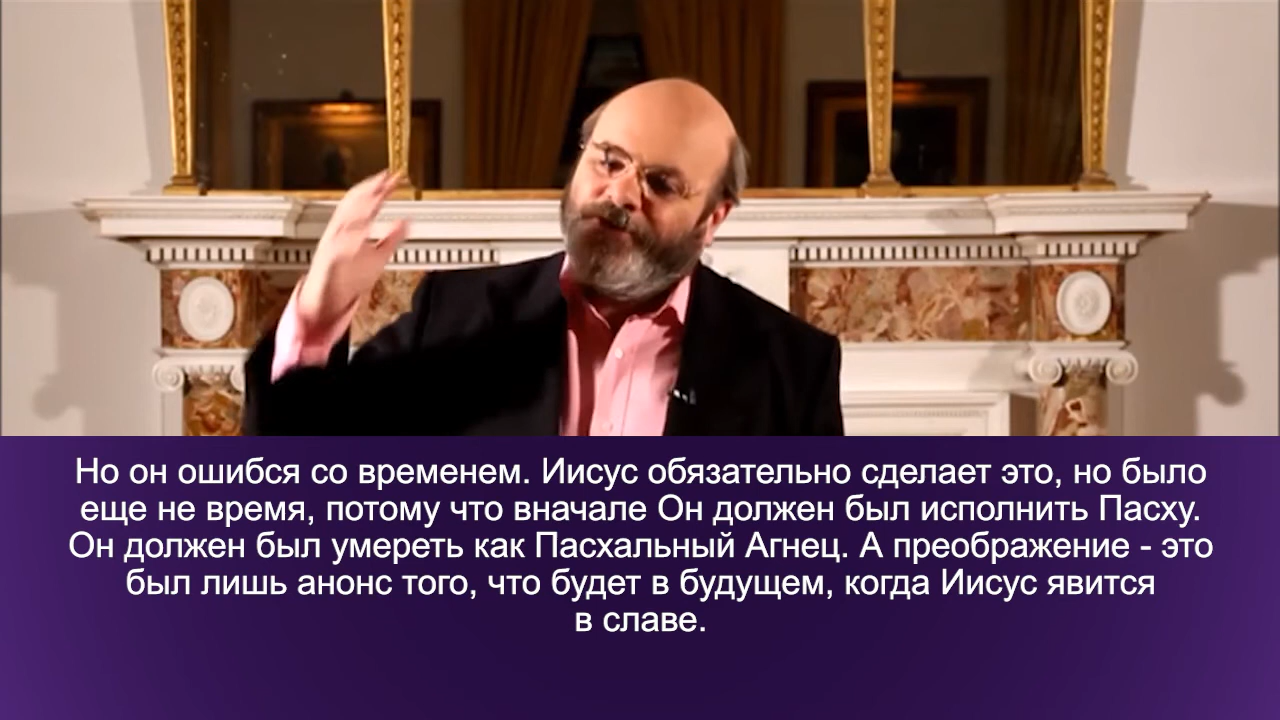 Но он ошибся со временем. Иисус обязательно сделает это, но было
еще не время, потому что вначале Он должен был исполнить Пасху.
Он должен был умереть как Пасхальный Агнец. А преображение - это
был лишь анонс того, что будет в будущем, когда Иисус явится
в славе.